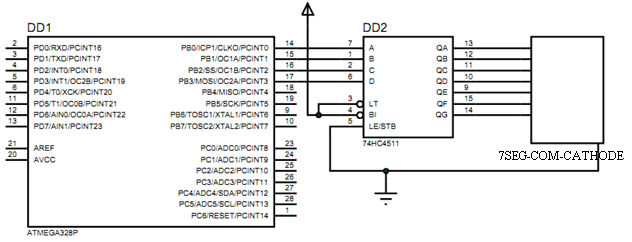 DD1
2 PD0/RXD/PCINT16 PB0/ICP1/CLKO/PCINT0 14
3 PD1/TXD/PCINT17 PB1/OC1A/PCINT1 15
4 PD2/INT0/PCINT18 PB2/SS/OC1B/PCINT2 16
5 PD3/INT1/OC2B/PCINT19 PB3/MOSI/OC2A/PCINT3 17
6 PD4/T0/XCK/PCINT20 PB4/MISO/PCINT4 18
11 PD5/T1/OC0B/PCINT21 PB5/SCK/PCINT5 19
12 PD6/AIN0/OC0A/PCINT22 PB6/TOSC1/XTAL1/PCINT6 9
13 PD7/AIN1/PCINT23 PB7/TOSC2/XTAL2/PCINT7 10
21 AREF PC0/ADC0/PCINT8 23
20 AVCC PC1/ADC1/PCINT9 24
PC2/ADC2/PCINT10 25
PC3/ADC3/PCINT11 26
PC4/ADC4/SDA/PCINT12 27
PC5/ADC5/SCL/PCINT13 28
PC6/RESET/PCINT14 1
ATMEGA328P
DD2
7 A QA 13
1 B QB 12
2 C QC 11
6 D QD 10
QE 9
3 LT QF 15
4 BI QG 14
5 LE/STB
74HC4511
7SEG-COM-CATHODE